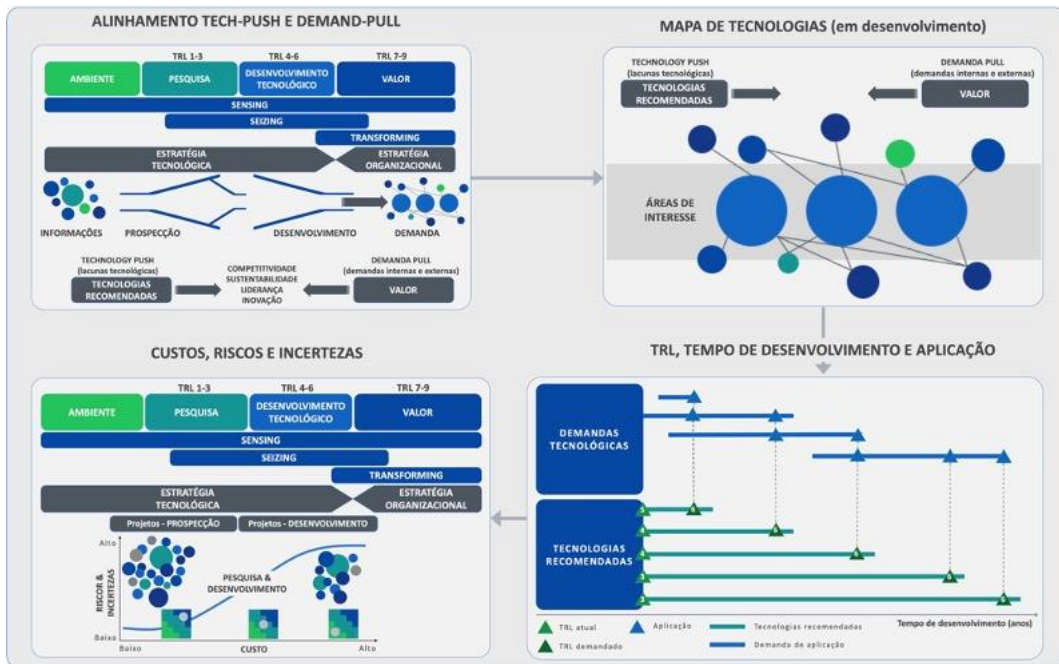 ALINHAMENTO TECH-PUSH E DEMAND-PULL
TRL 1-3
TRL 4-6
TRL 7-9
AMBIENTE
PESQUISA
DESENVOLVIMENTO
TECNOLÓGICO
VALOR
SENSING
SEIZING
TRANSFORMING
ESTRATÉGIA
TECNOLÓGICA
ESTRATÉGIA
ORGANIZACIONAL
INFORMAÇÕES
PROSPECÇÃO
DESENVOLVIMENTO
DEMANDA
TECHNOLOGY PUSH
(lacunas tecnológicas)
TECNOLOGIAS
RECOMENDADAS
COMPETITIVIDADE
SUSTENTABILIDADE
LIDERANÇA
INOVAÇÃO
DEMANDA PULL
(demandas internas e externas)
VALOR
MAPA DE TECNOLOGIAS (em desenvolvimento)
TECHNOLOGY PUSH
(lacunas tecnológicas)
TECNOLOGIAS
RECOMENDADAS
DEMANDA PULL
(demandas internas e externas)
VALOR
ÁREAS DE
INTERESSE
CUSTOS, RISCOS E INCERTEZAS
TRL 1-3
TRL 4-6
TRL 7-9
AMBIENTE
PESQUISA
DESENVOLVIMENTO
TECNOLÓGICO
VALOR
SENSING
SEIZING
TRANSFORMING
ESTRATÉGIA
TECNOLÓGICA
ESTRATÉGIA
ORGANIZACIONAL
Projetos - PROSPECÇÃO
Projetos - DESENVOLVIMENTO
Alto
RISCOR &
INCERTEZAS
PESQUISA &
DESENVOLVIMENTO
Baixo
Baixo
CUSTO
Alto
TRL, TEMPO DE DESENVOLVIMENTO E APLICAÇÃO
DEMANDAS
TECNOLÓGICAS
TECNOLOGIAS
RECOMENDADAS
Tempo de desenvolvimento (anos)
TRL atual
Aplicação
Tecnologias recomendadas
TRL demandado
Demanda de aplicação